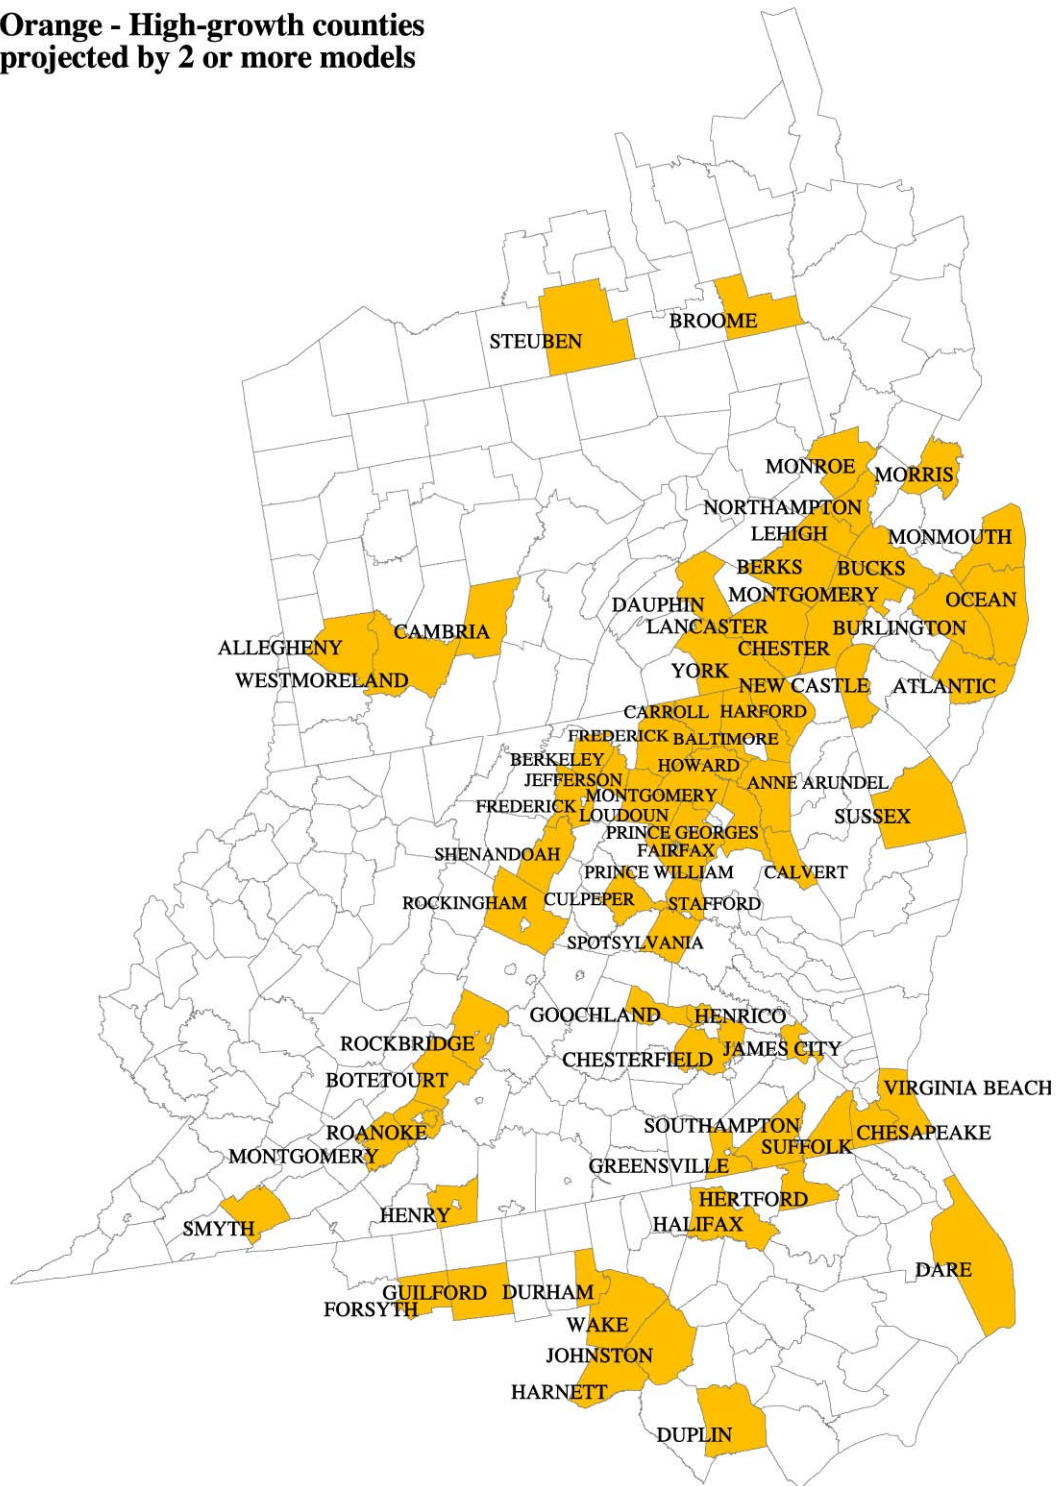 Orange - High-growth counties
projected by 2 or more models
BROOME
STEUBEN
MONROE
MORRIS
NORTHAMPTON
LEHIGH
MONMOUTH
BERKS
BUCKS
MONTGOMERY
OCEAN
DAUPHIN
LANCASTER
BURLINGTON
CAMBRIA
ALLEGHENY
CHESTER
YORK
WESTMORELAND
NEW CASTLE
ATLANTIC
CARROLL
HARFORD
FREDERICK
BALTIMORE
BERKELEY
HOWARD
JEFFERSON
ANNE ARUNDEL
MONTGOMERY
FREDERICK
LOUDOUN
SUSSEX
PRINCE GEORGES
FAIRFAX
SHENANDOAH
PRINCE WILLIAM
CALVERT
ROCKINGHAM
CULPEPER
STAFFORD
SPOTSYLVANIA
GOOCHLAND
HENRICO
ROCKBRIDGE
JAMES CITY
CHESTERFIELD
BOTETOURT
VIRGINIA BEACH
SOUTHAMPTON
ROANOKE
CHESAPEAKE
SUFFOLK
MONTGOMERY
GREENSVILLE
HERTFORD
HENRY
HALIFAX
SMYTH
DARE
GUILFORD
DURHAM
FORSYTH
WAKE
JOHNSTON
HARNETT
DUPLIN